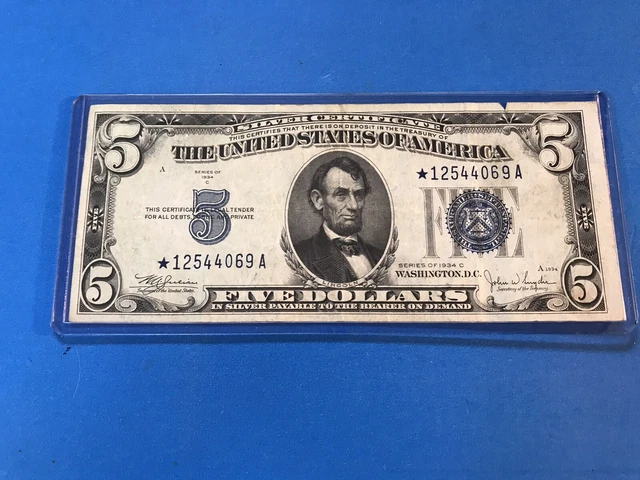 5 SILVER CERTIFICATE 5
THIS CERTIFIES THAT THERE IS ON DEPOSIT IN THE TREASURY OF
THE UNITED STATES OF AMERICA
A
SERIES OF
1934
C
★12544069A
5
THIS CERTIFICATE IS LEGAL TENDER
FOR ALL DEBTS, PUBLIC AND PRIVATE
FIVE
★12544069A
SERIES OF 1934 C
WASHINGTON, D.C.
A 1934
LINCOLN
Treasurer of the United States
Secretary of the Treasury
5 FIVE DOLLARS 5
IN SILVER PAYABLE TO THE BEARER ON DEMAND